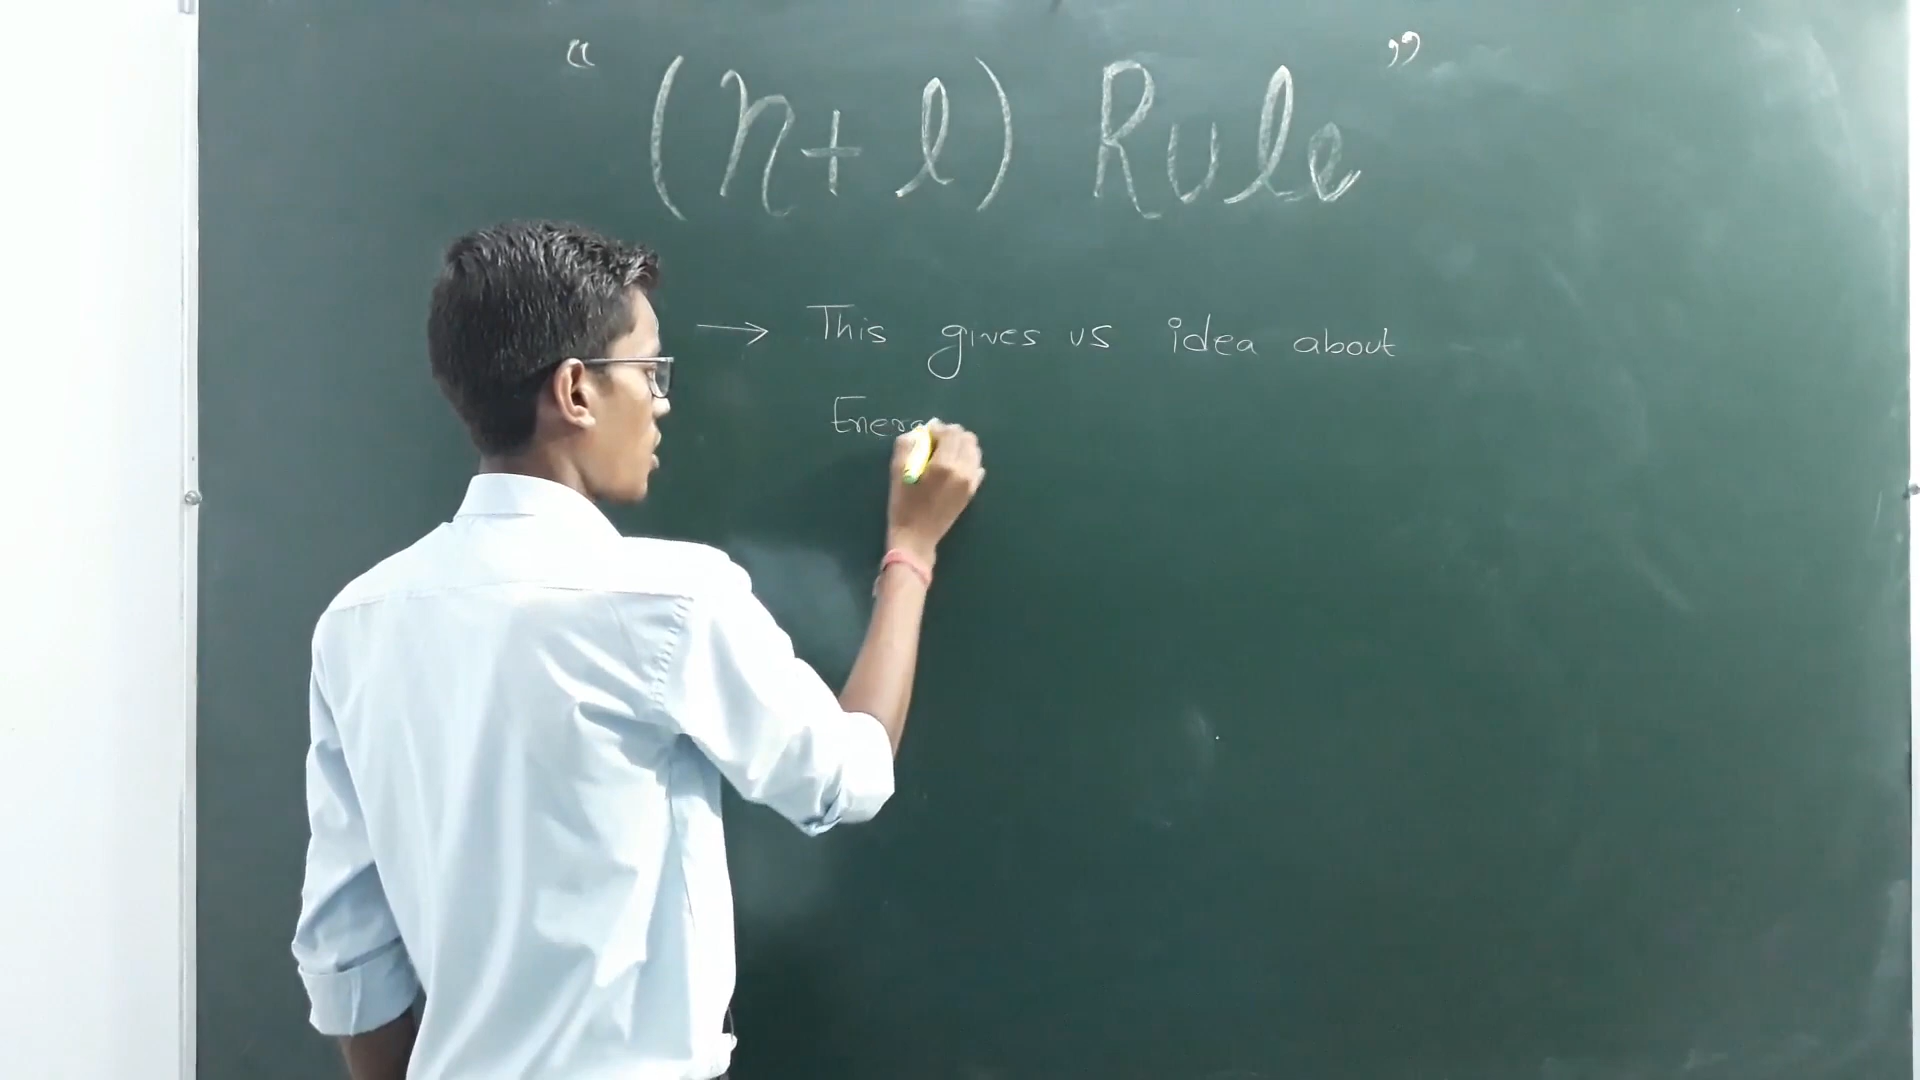 “ (n+l) Rule ”
→ This gives us idea about
Energ